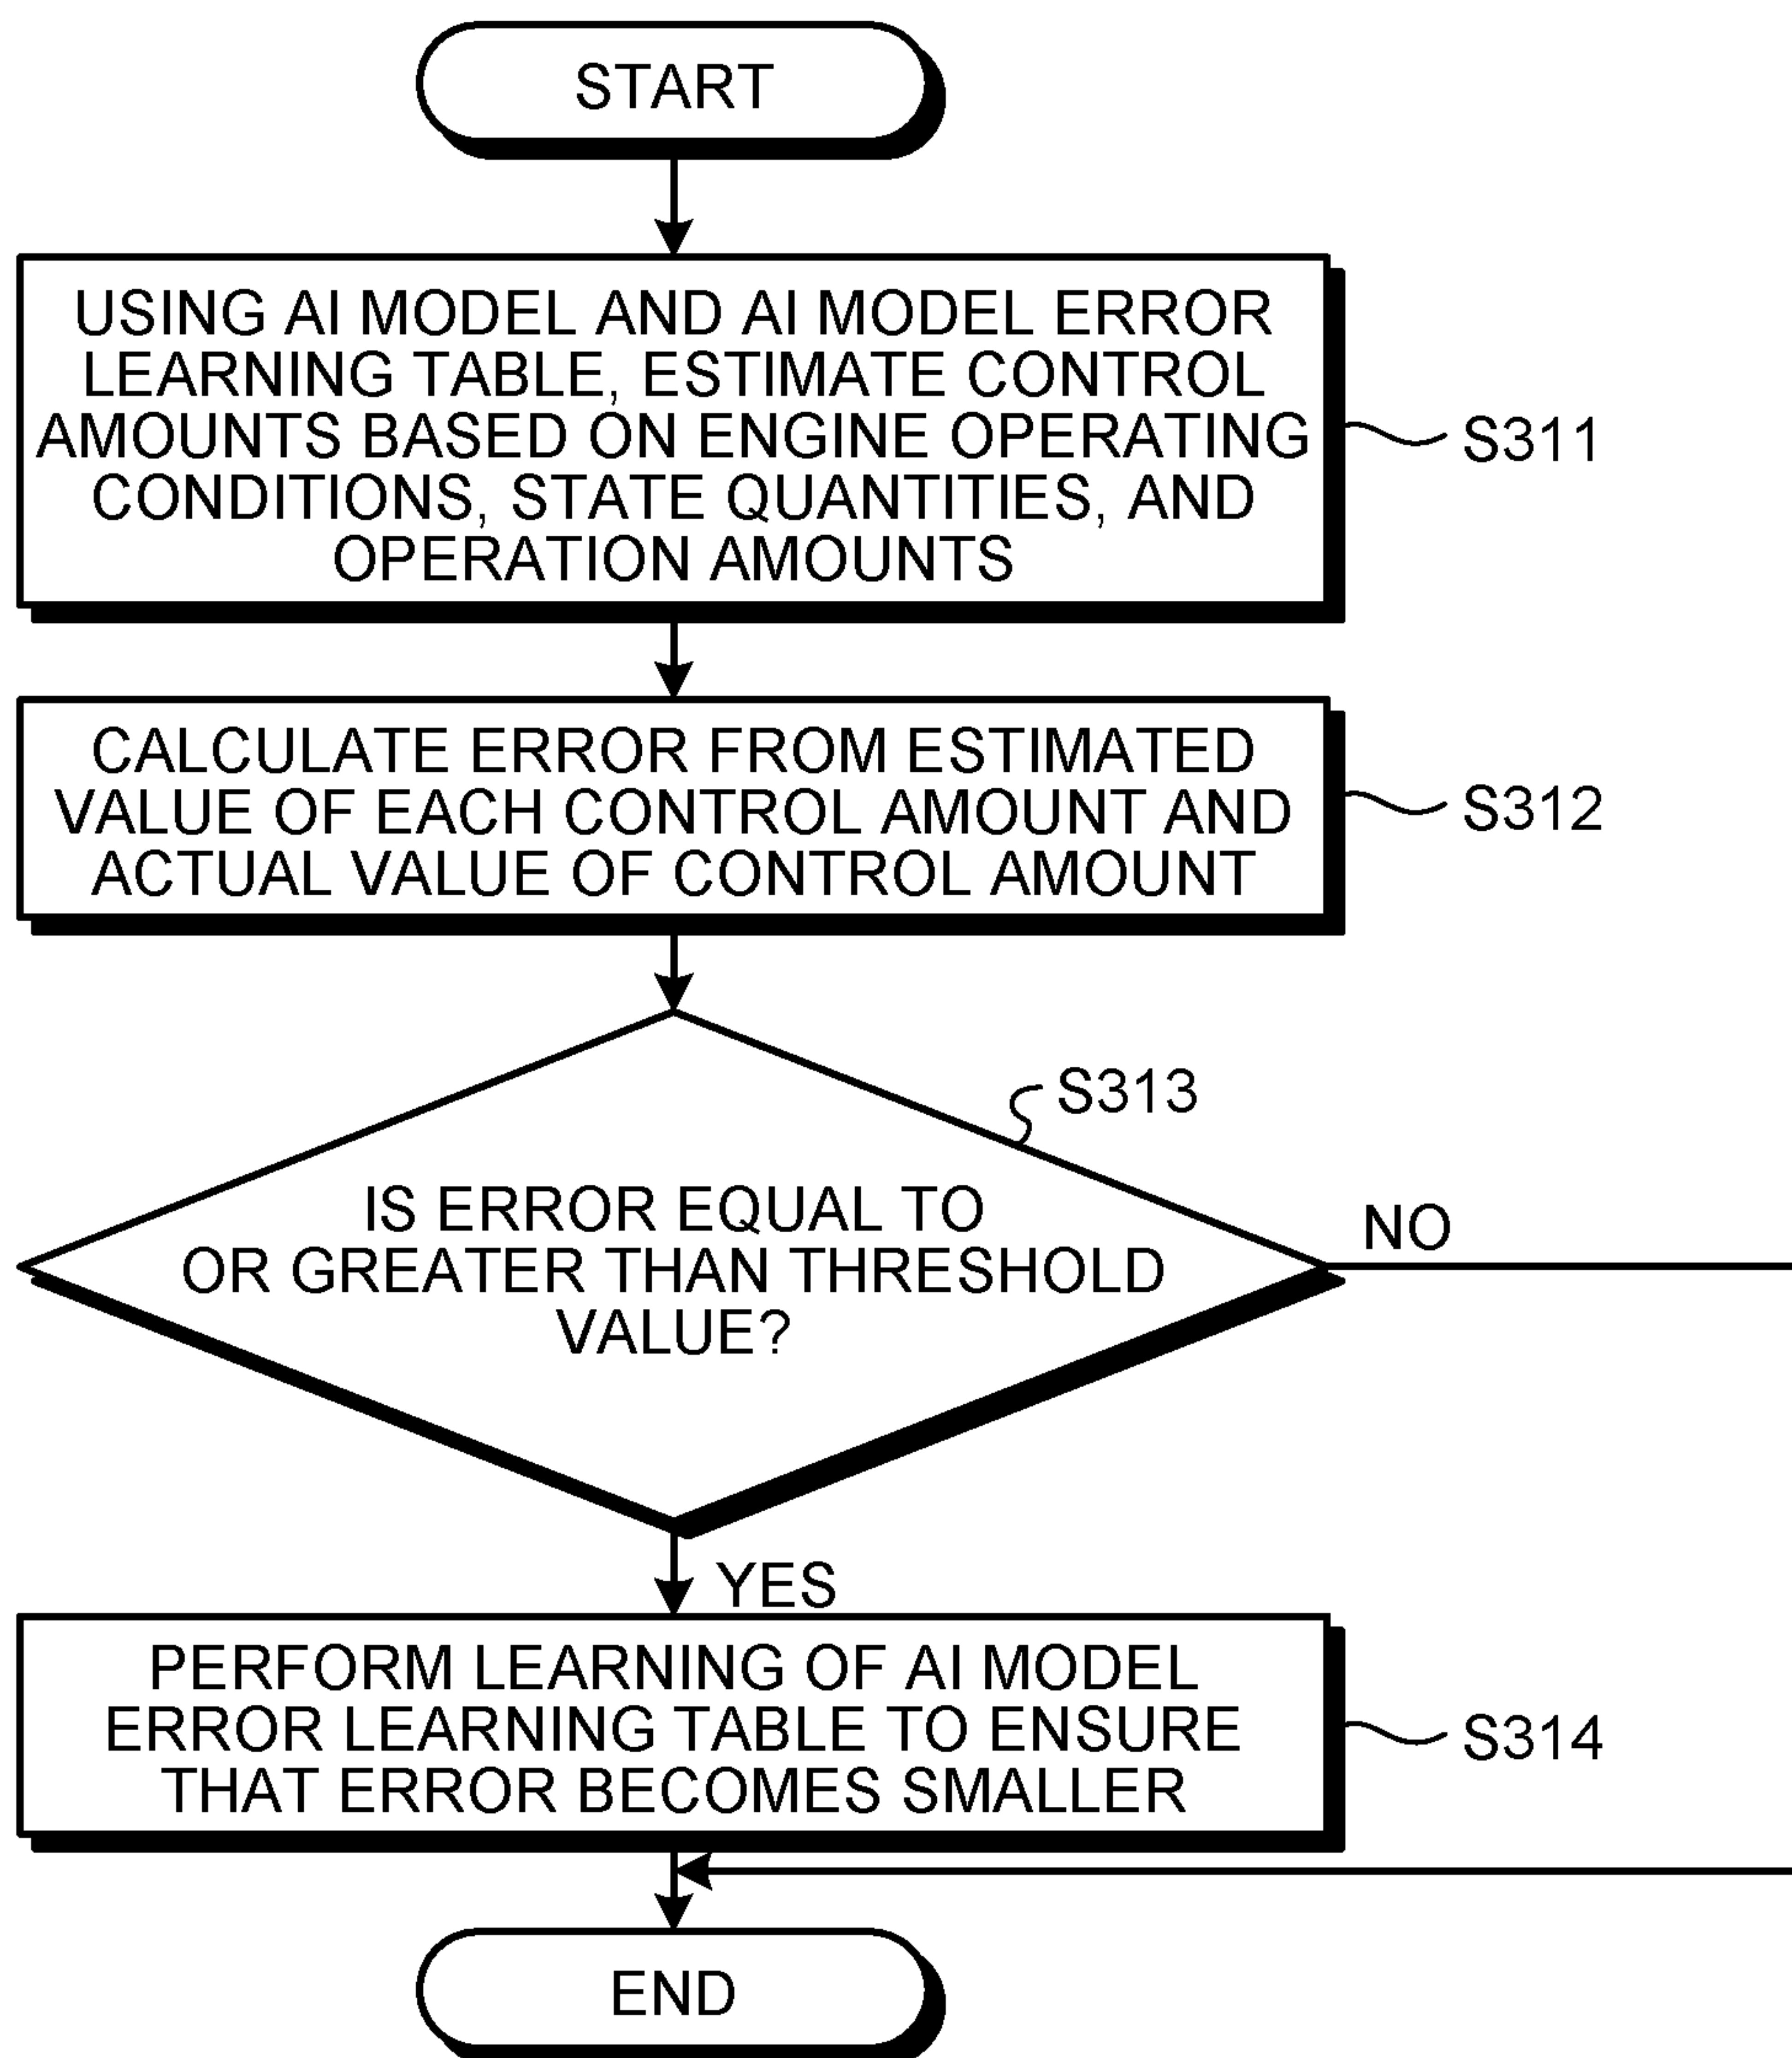 START
USING AI MODEL AND AI MODEL ERROR
LEARNING TABLE, ESTIMATE CONTROL
AMOUNTS BASED ON ENGINE OPERATING
CONDITIONS, STATE QUANTITIES, AND
OPERATION AMOUNTS
S311
CALCULATE ERROR FROM ESTIMATED
VALUE OF EACH CONTROL AMOUNT AND
ACTUAL VALUE OF CONTROL AMOUNT
S312
S313
IS ERROR EQUAL TO
OR GREATER THAN THRESHOLD
VALUE?
NO
YES
PERFORM LEARNING OF AI MODEL
ERROR LEARNING TABLE TO ENSURE
THAT ERROR BECOMES SMALLER
S314
END